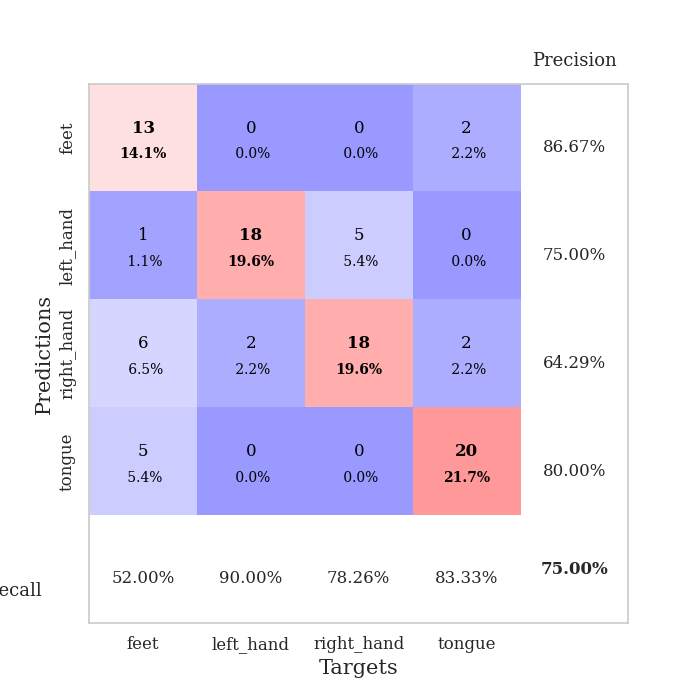 Precision
feet
13 0 0 2
14.1% 0.0% 0.0% 2.2%
86.67%
left_hand
1 18 5 0
1.1% 19.6% 5.4% 0.0%
75.00%
Predictions
right_hand
6 2 18 2
6.5% 2.2% 19.6% 2.2%
64.29%
tongue
5 0 0 20
5.4% 0.0% 0.0% 21.7%
80.00%
ecall
52.00% 90.00% 78.26% 83.33% 75.00%
feet left_hand right_hand tongue
Targets